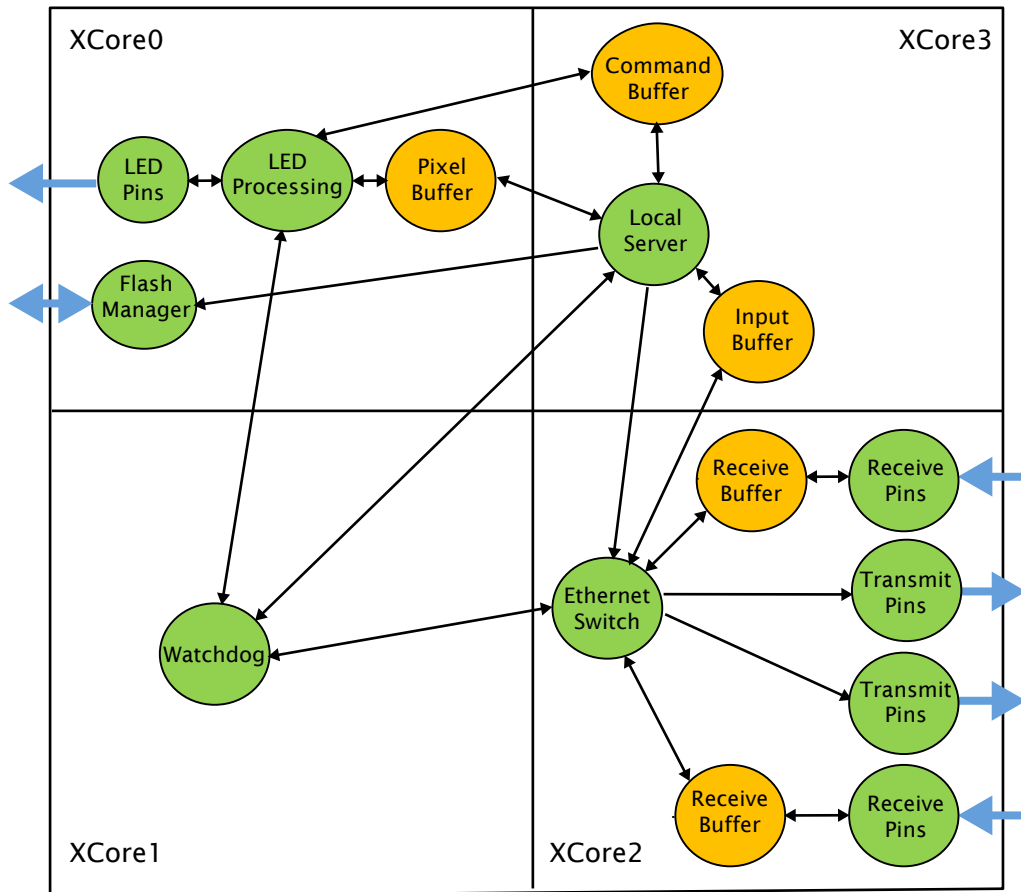 XCore0
XCore3
Command
Buffer
LED
Pins
LED
Processing
Pixel
Buffer
Local
Server
Flash
Manager
Input
Buffer
Receive
Buffer
Receive
Pins
Ethernet
Switch
Transmit
Pins
Watchdog
Transmit
Pins
Receive
Buffer
Receive
Pins
XCore1
XCore2